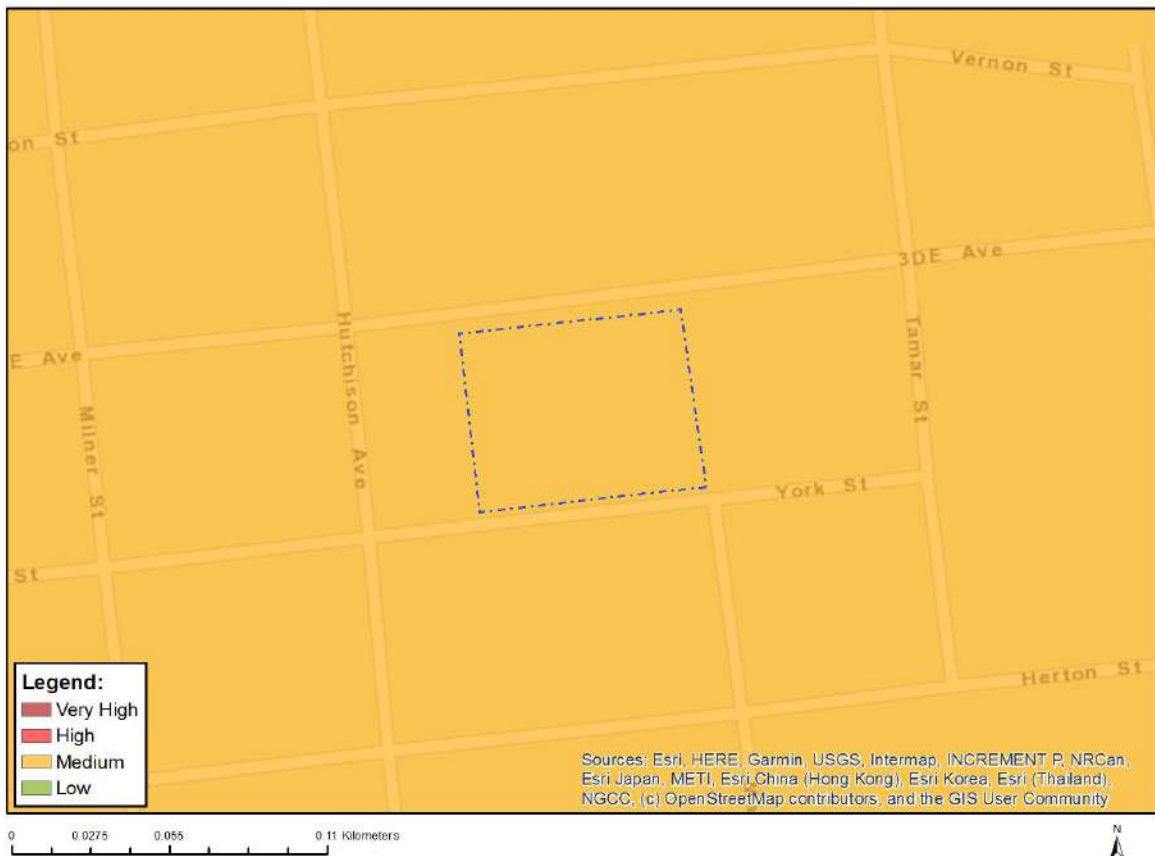 Vernon St
on St
3DE Ave
E Ave
Hutchison Ave
Tamar St
Milner St
York St
St
Herton St
Legend:
Very High
High
Medium
Low
Sources: Esri, HERE, Garmin, USGS, Intermap, INCREMENT P, NRCan,
Esri Japan, METI, Esri China (Hong Kong), Esri Korea, Esri (Thailand),
NGCC, (c) OpenStreetMap contributors, and the GIS User Community
0 0.0275 0.055 0.11 Kilometers
N